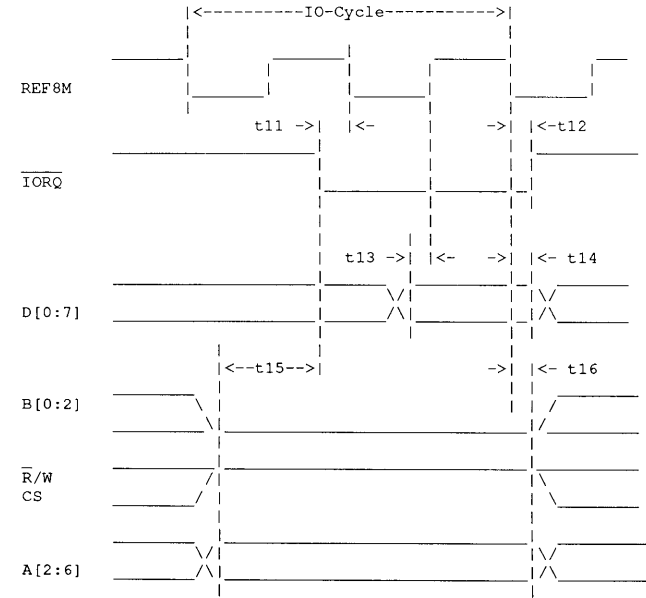 |<----------IO-Cycle----------->|
REF8M
t11 ->| |<- ->| |<-t12
IORQ
t13 ->| |<- ->| |<- t14
D[0:7]
|<--t15-->| ->| |<- t16
B[0:2]
R/W
CS
A[2:6]